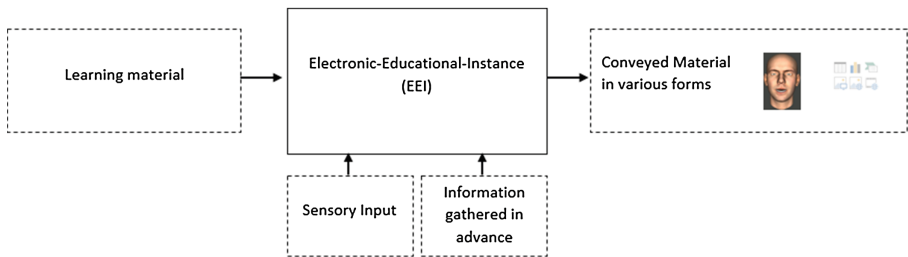 Learning material
Electronic-Educational-Instance
(EEI)
Conveyed Material
in various forms
Sensory Input
Information
gathered in
advance